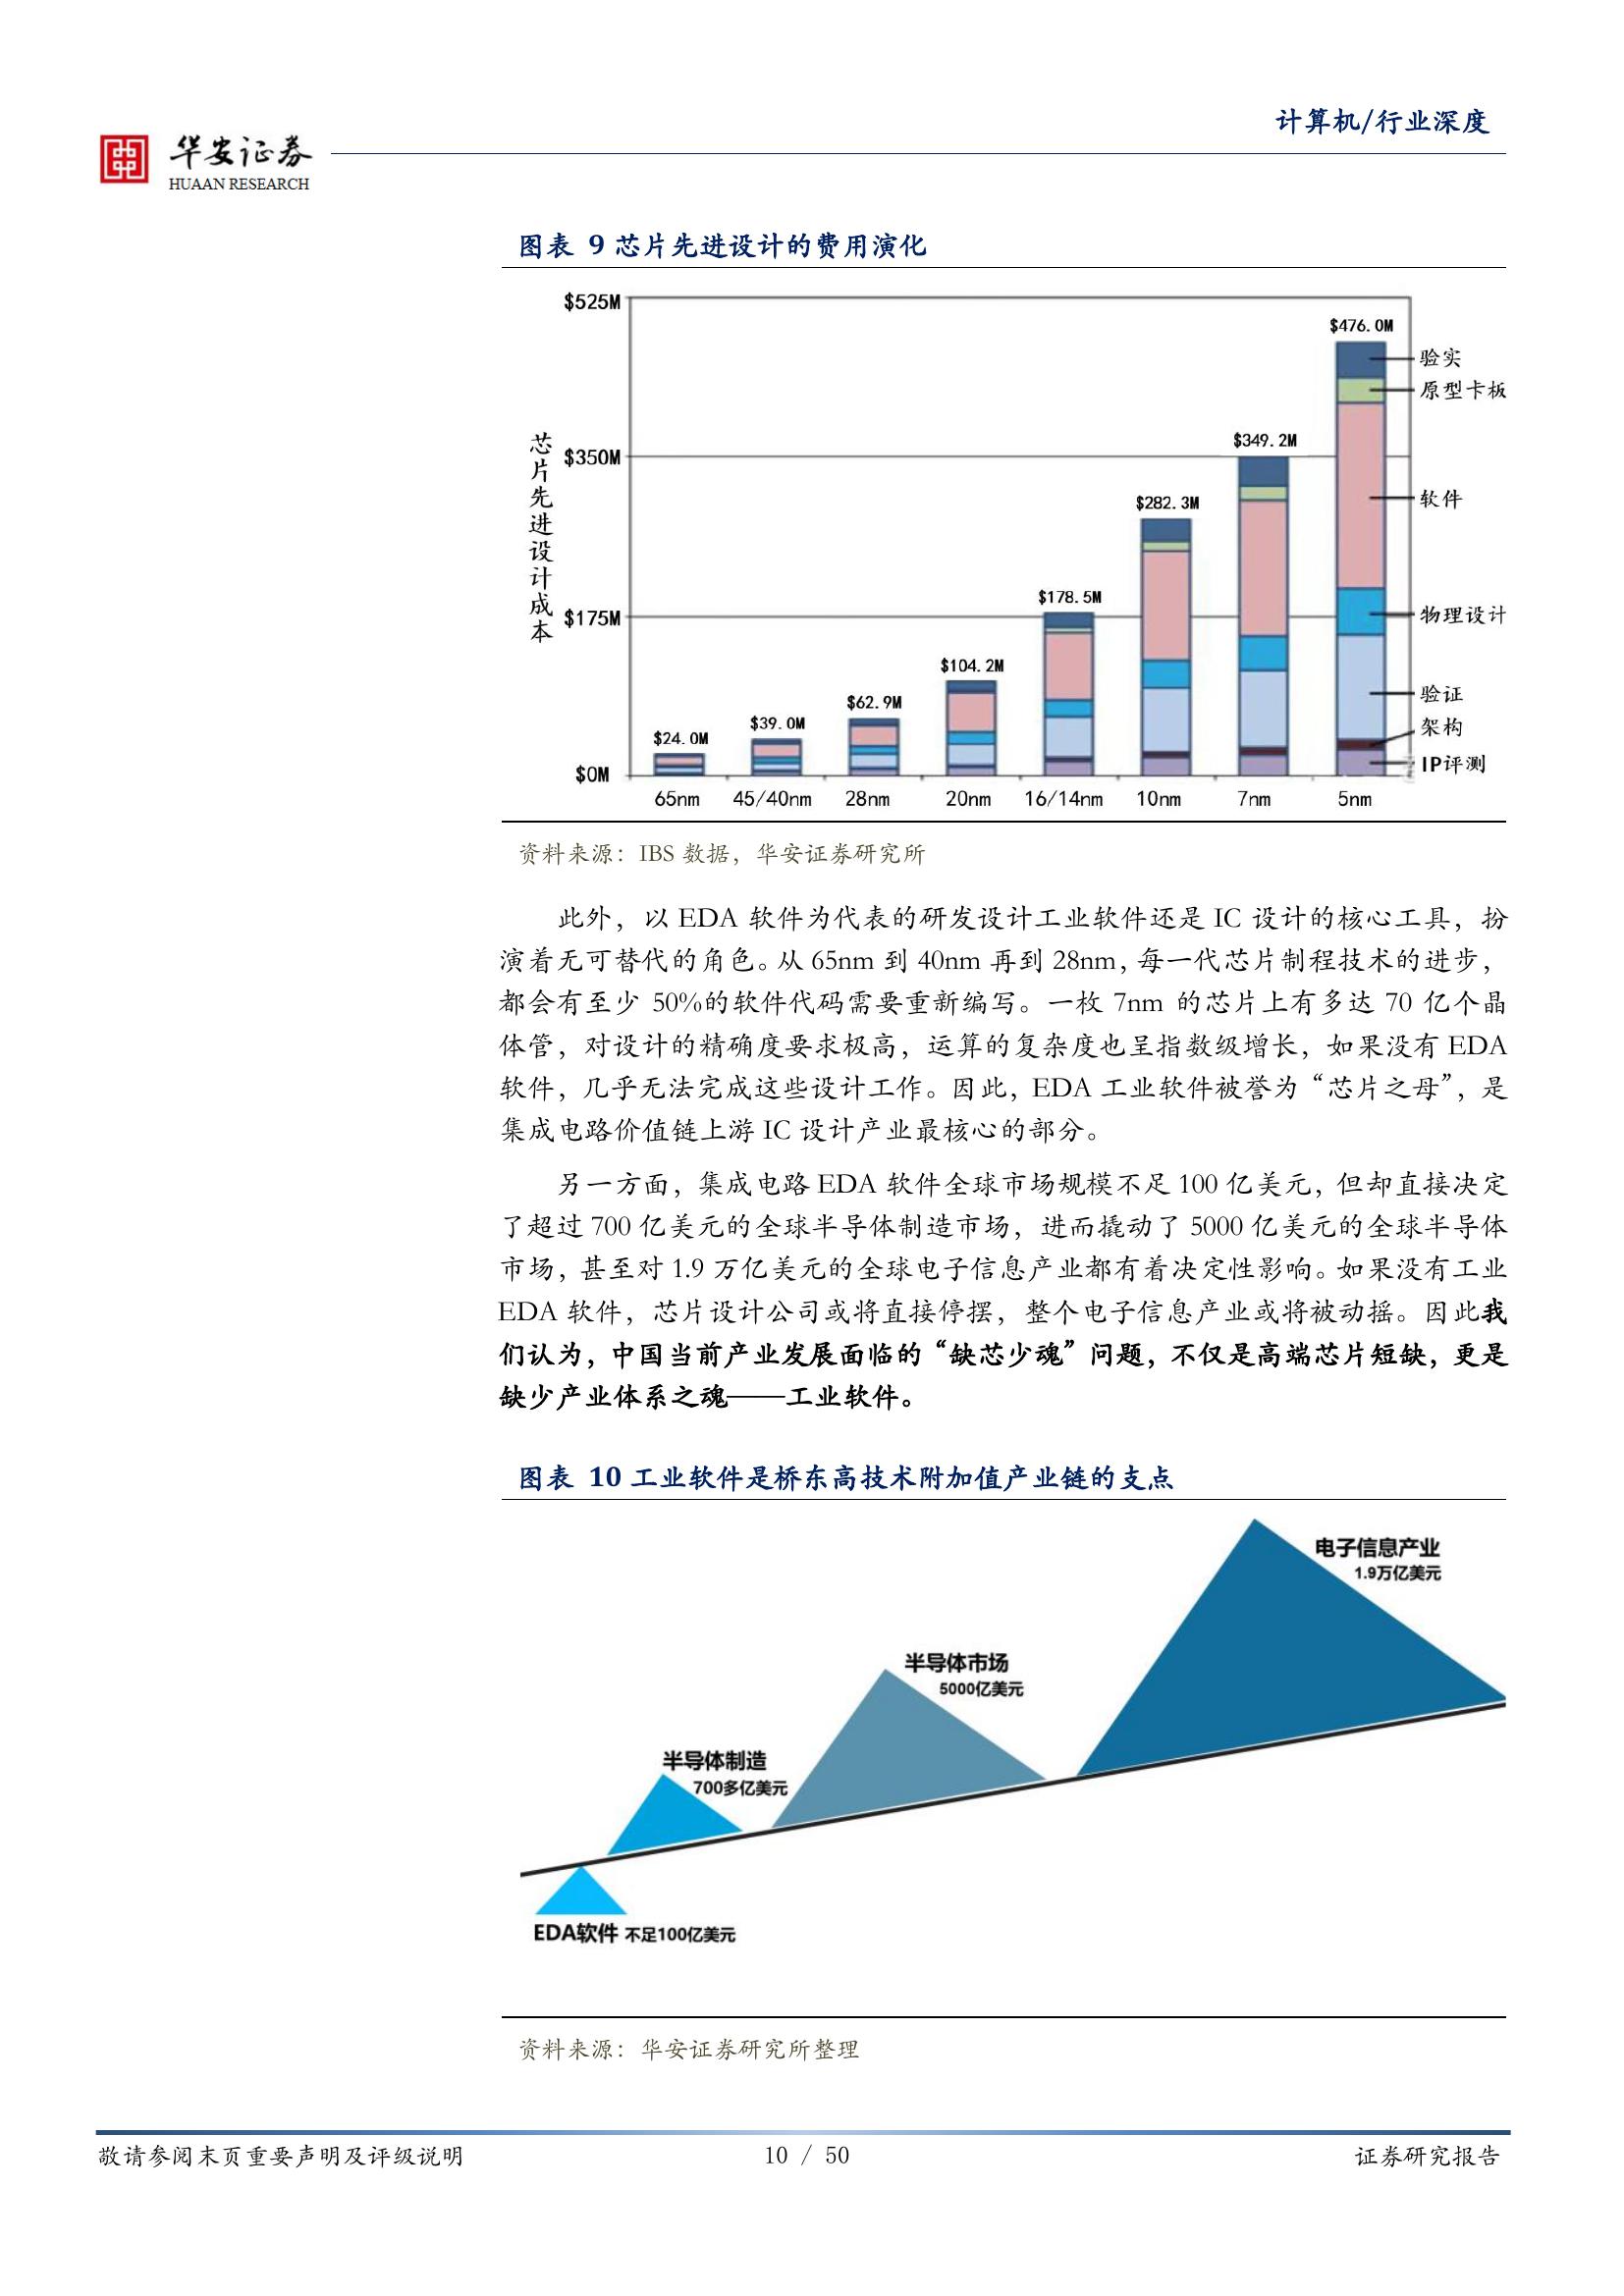 计算机/行业深度
华安证券
HUAAN RESEARCH
图表 9 芯片先进设计的费用演化
芯片先进设计成本
$525M
$350M
$175M
$0M
$24.0M
$39.0M
$62.9M
$104.2M
$178.5M
$282.3M
$349.2M
$476.0M
65nm 45/40nm 28nm 20nm 16/14nm 10nm 7nm 5nm
验实
原型卡板
软件
物理设计
验证
架构
IP评测
资料来源：IBS 数据，华安证券研究所
此外，以 EDA 软件为代表的研发设计工业软件还是 IC 设计的核心工具，扮
演着无可替代的角色。从 65nm 到 40nm 再到 28nm，每一代芯片制程技术的进步，
都会有至少 50%的软件代码需要重新编写。一枚 7nm 的芯片上有多达 70 亿个晶
体管，对设计的精确度要求极高，运算的复杂度也呈指数级增长，如果没有 EDA
软件，几乎无法完成这些设计工作。因此，EDA 工业软件被誉为“芯片之母”，是
集成电路价值链上游 IC 设计产业最核心的部分。
另一方面，集成电路 EDA 软件全球市场规模不足 100 亿美元，但却直接决定
了超过 700 亿美元的全球半导体制造市场，进而撬动了 5000 亿美元的全球半导体
市场，甚至对 1.9 万亿美元的全球电子信息产业都有着决定性影响。如果没有工业
EDA 软件，芯片设计公司或将直接停摆，整个电子信息产业或将被动摇。因此我
们认为，中国当前产业发展面临的“缺芯少魂”问题，不仅是高端芯片短缺，更是
缺少产业体系之魂——工业软件。
图表 10 工业软件是桥东高技术附加值产业链的支点
电子信息产业
1.9万亿美元
半导体市场
5000亿美元
半导体制造
700多亿美元
EDA软件 不足100亿美元
资料来源：华安证券研究所整理
敬请参阅末页重要声明及评级说明
10 / 50
证券研究报告